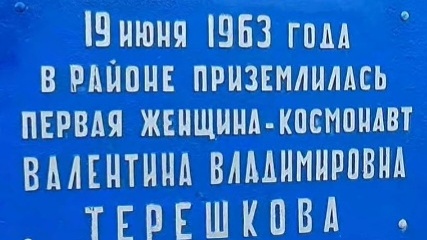 19 ИЮНЯ 1963 ГОДА
В РАЙОНЕ ПРИЗЕМЛИЛАСЬ
ПЕРВАЯ ЖЕНЩИНА-КОСМОНАВТ
ВАЛЕНТИНА ВЛАДИМИРОВНА
ТЕРЕШКОВА